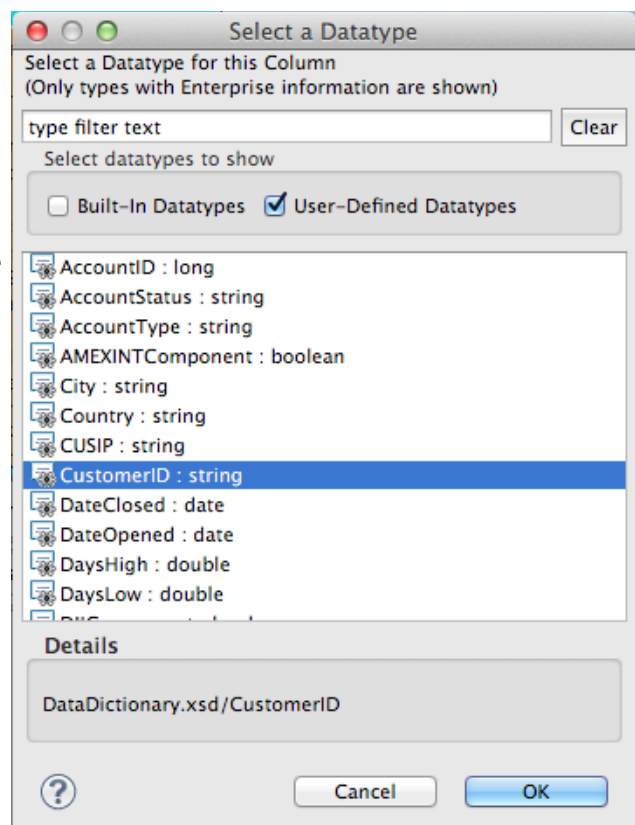 Select a Datatype
Select a Datatype for this Column
(Only types with Enterprise information are shown)
type filter text
Clear
Select datatypes to show
Built-In Datatypes
User-Defined Datatypes
AccountID : long
AccountStatus : string
AccountType : string
AMEXINTComponent : boolean
City : string
Country : string
CUSIP : string
CustomerID : string
DateClosed : date
DateOpened : date
DaysHigh : double
DaysLow : double
Details
DataDictionary.xsd/CustomerID
?
Cancel
OK